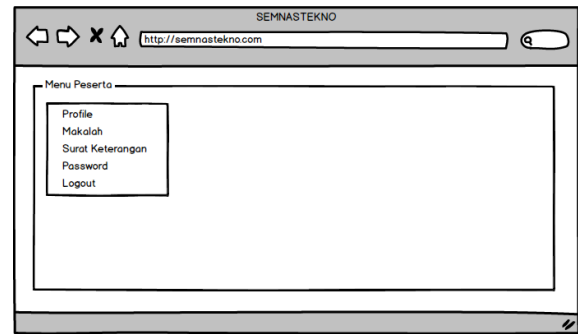 SEMNASTEKNO
http://semnastekno.com
Menu Peserta
Profile
Makalah
Surat Keterangan
Password
Logout